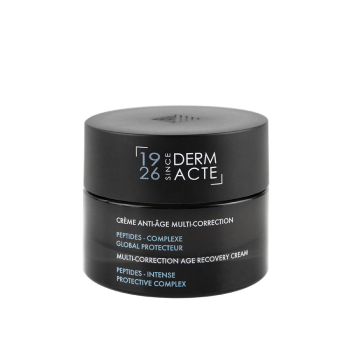 19 26 SINCE DERM ACTE
CRÈME ANTI-ÂGE MULTI-CORRECTION
PEPTIDES - COMPLEXE
GLOBAL PROTECTEUR
MULTI-CORRECTION AGE RECOVERY CREAM
PEPTIDES - INTENSE
PROTECTIVE COMPLEX